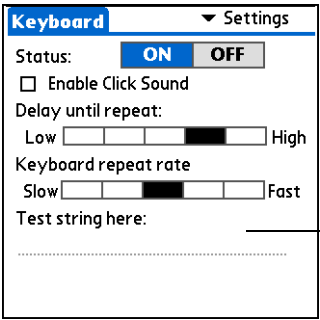 Keyboard Settings
Status: ON OFF
Enable Click Sound
Delay until repeat:
Low High
Keyboard repeat rate
Slow Fast
Test string here: